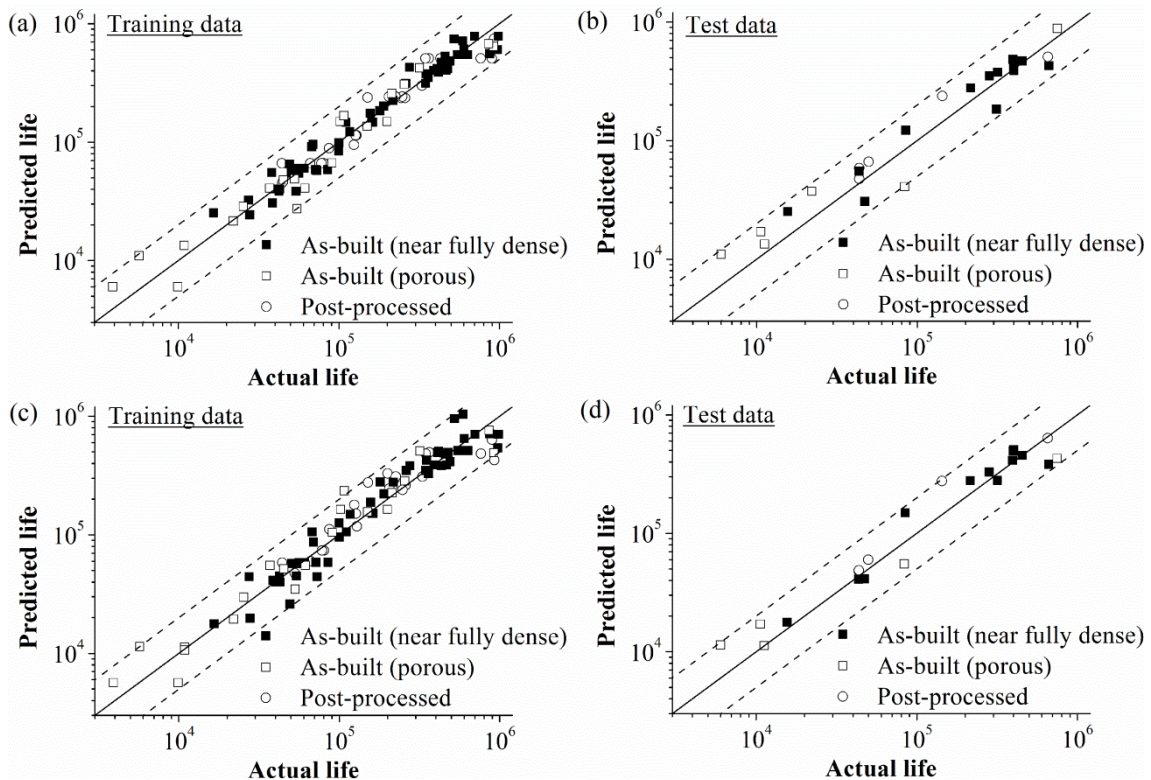 (a)
Training data
10^6
10^5
10^4
Predicted life
As-built (near fully dense)
As-built (porous)
Post-processed
10^4
10^5
10^6
Actual life
(b)
Test data
10^6
10^5
10^4
Predicted life
As-built (near fully dense)
As-built (porous)
Post-processed
10^4
10^5
10^6
Actual life
(c)
Training data
10^6
10^5
10^4
Predicted life
As-built (near fully dense)
As-built (porous)
Post-processed
10^4
10^5
10^6
Actual life
(d)
Test data
10^6
10^5
10^4
Predicted life
As-built (near fully dense)
As-built (porous)
Post-processed
10^4
10^5
10^6
Actual life